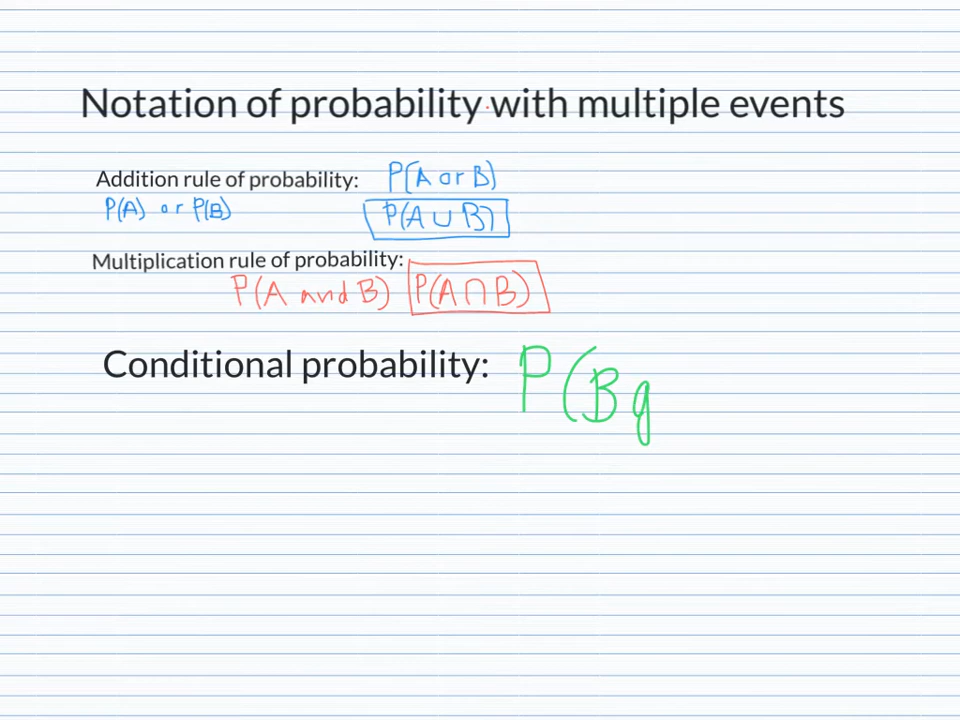 Notation of probability with multiple events
Addition rule of probability: P(A or B)
P(A) or P(B) P(A ∪ B)
Multiplication rule of probability:
P(A and B) P(A ∩ B)
Conditional probability: P(B g